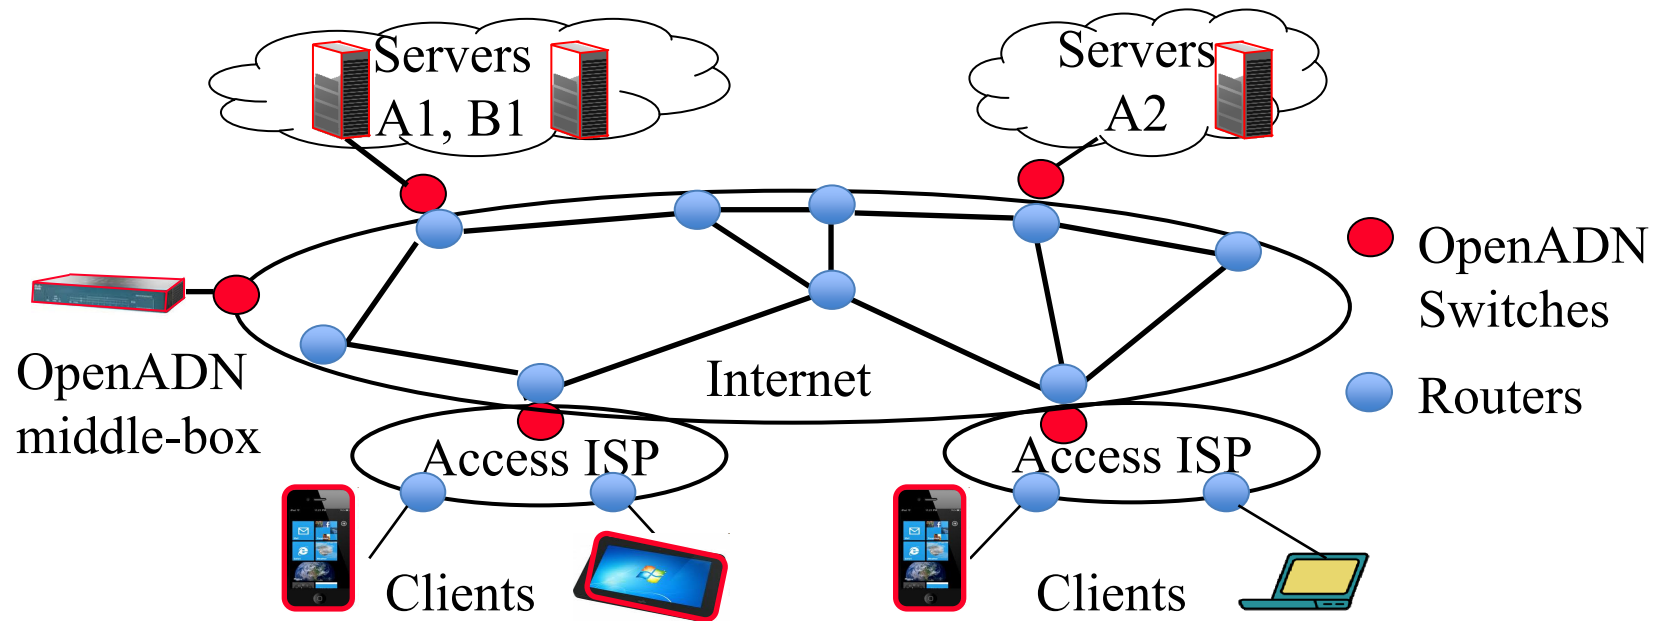 Servers
A1, B1
Servers
A2
OpenADN
Switches
Routers
OpenADN
middle-box
Internet
Access ISP
Access ISP
Clients
Clients